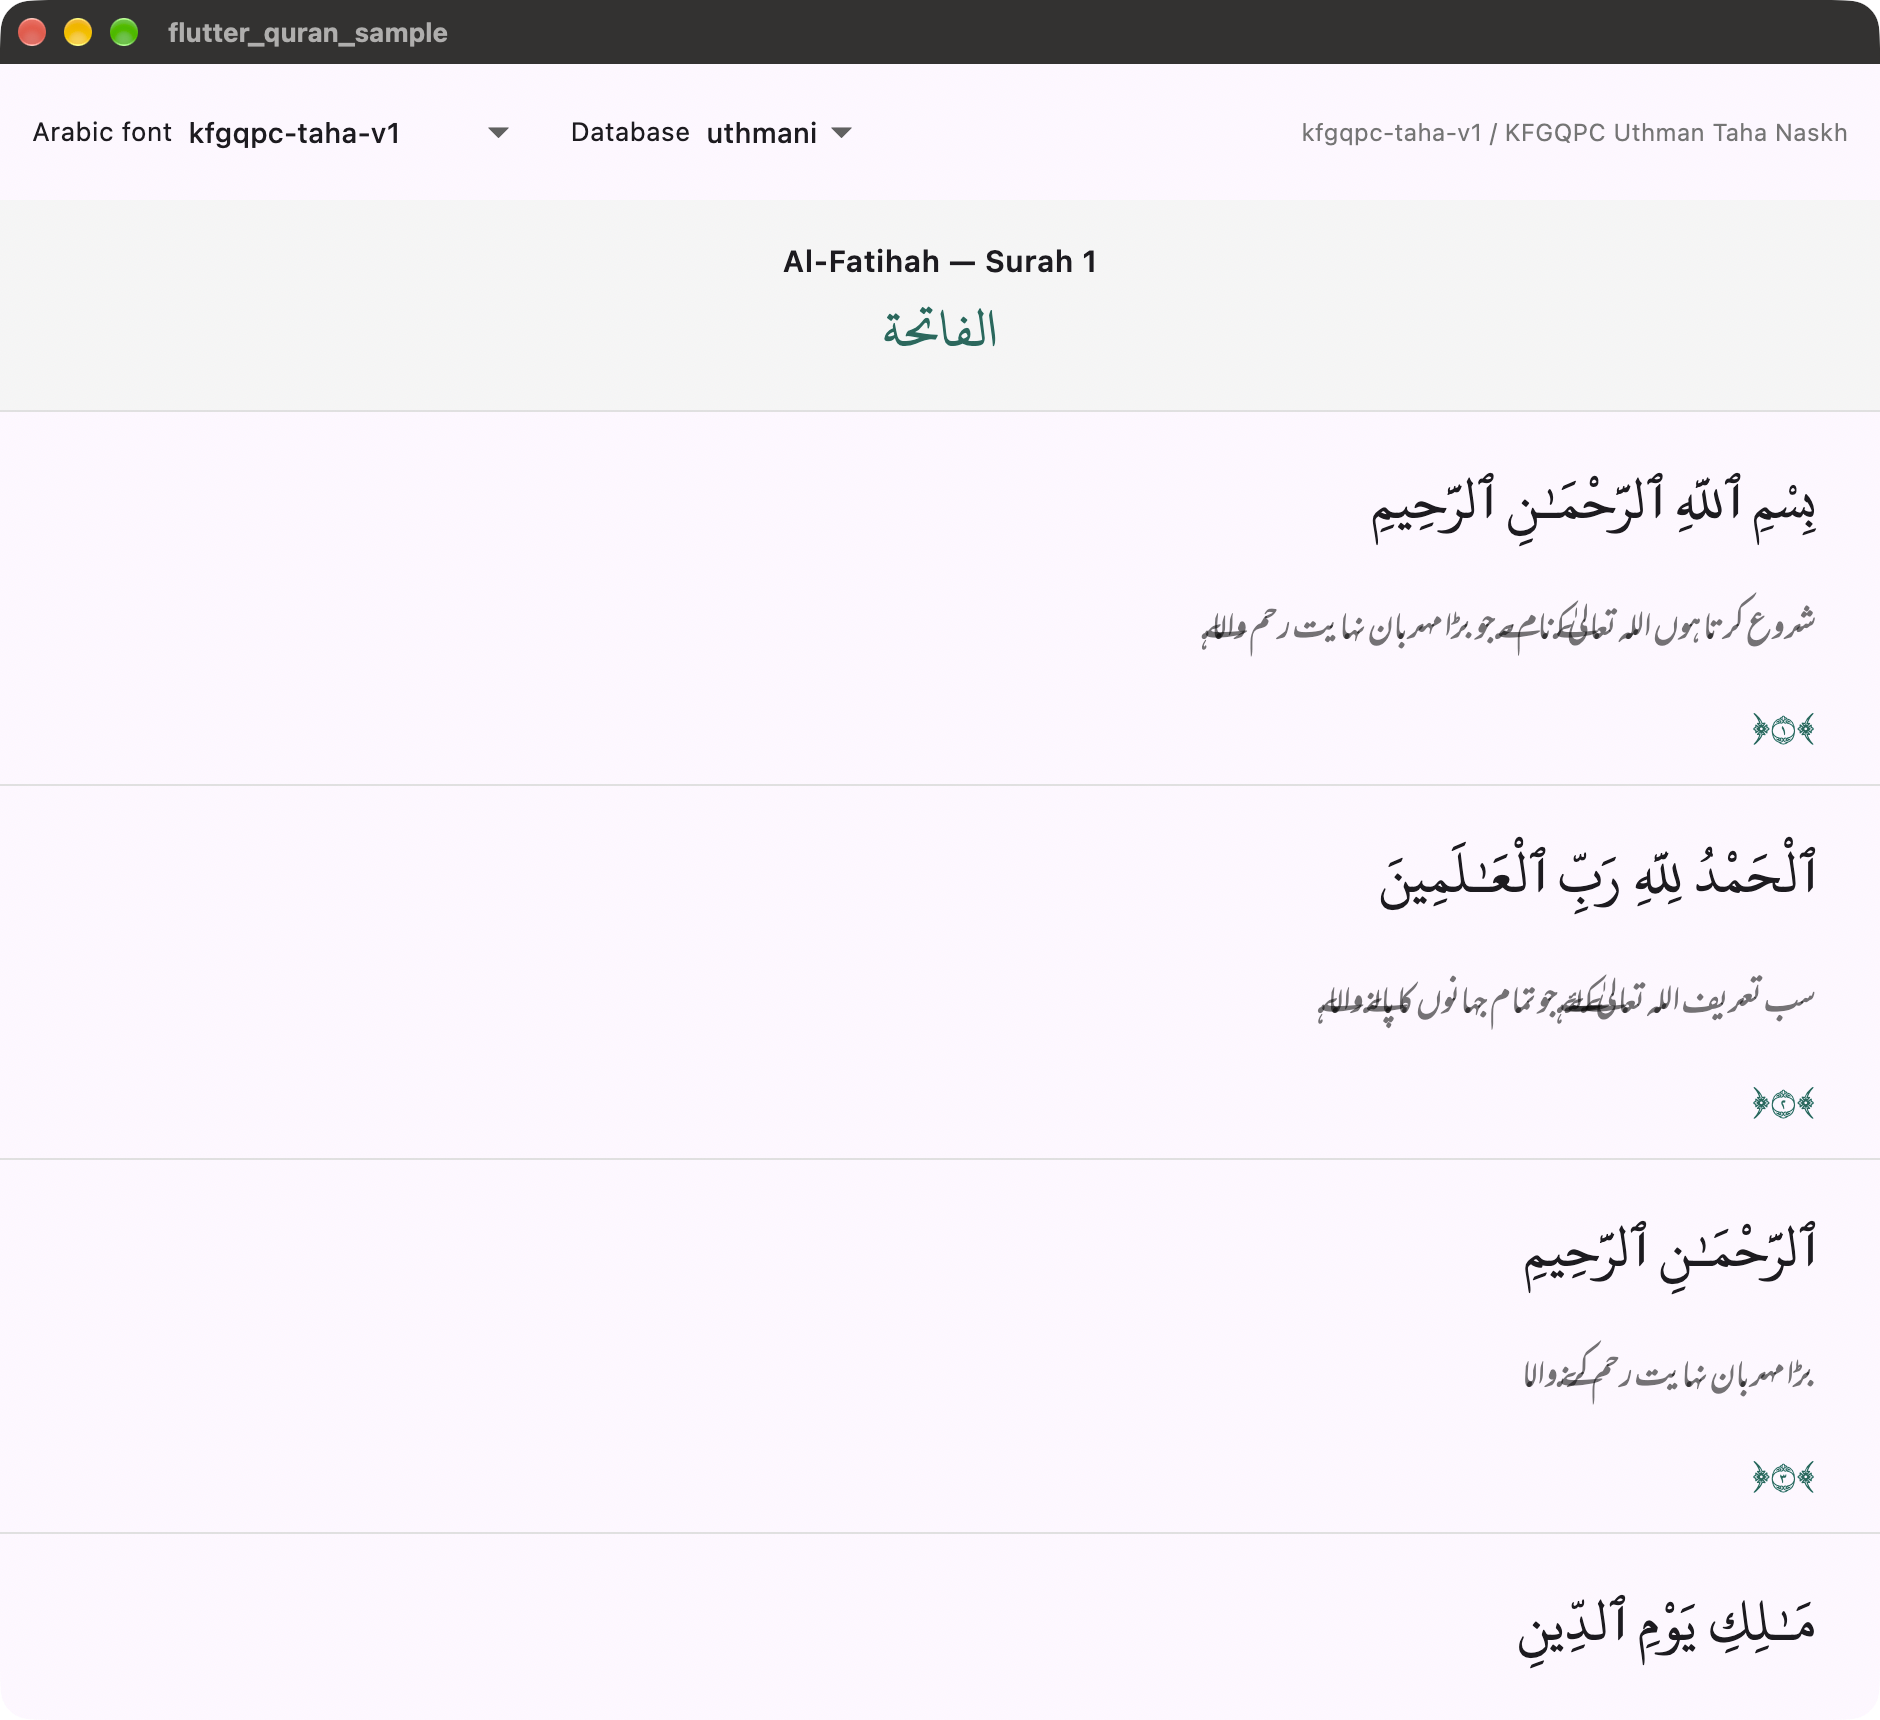 flutter_quran_sample
Arabic font kfgqpc-taha-v1 Database uthmani kfgqpc-taha-v1 / KFGQPC Uthman Taha Naskh
Al-Fatihah — Surah 1
الفاتحة
بِسْمِ ٱللَّهِ ٱلرَّحْمَـٰنِ ٱلرَّحِيمِ
شروع کرتا ہوں اللہ تعالیٰ کے نام سے جو بڑا مہربان نہایت رحم والا ہے
﴿١﴾
ٱلْحَمْدُ لِلَّهِ رَبِّ ٱلْعَـٰلَمِينَ
سب تعریف اللہ تعالیٰ کے لئے ہے جو تمام جہانوں کا پالنے والا ہے
﴿٢﴾
ٱلرَّحْمَـٰنِ ٱلرَّحِيمِ
بڑا مہربان نہایت رحم کرنے والا
﴿٣﴾
مَـٰلِكِ يَوْمِ ٱلدِّينِ